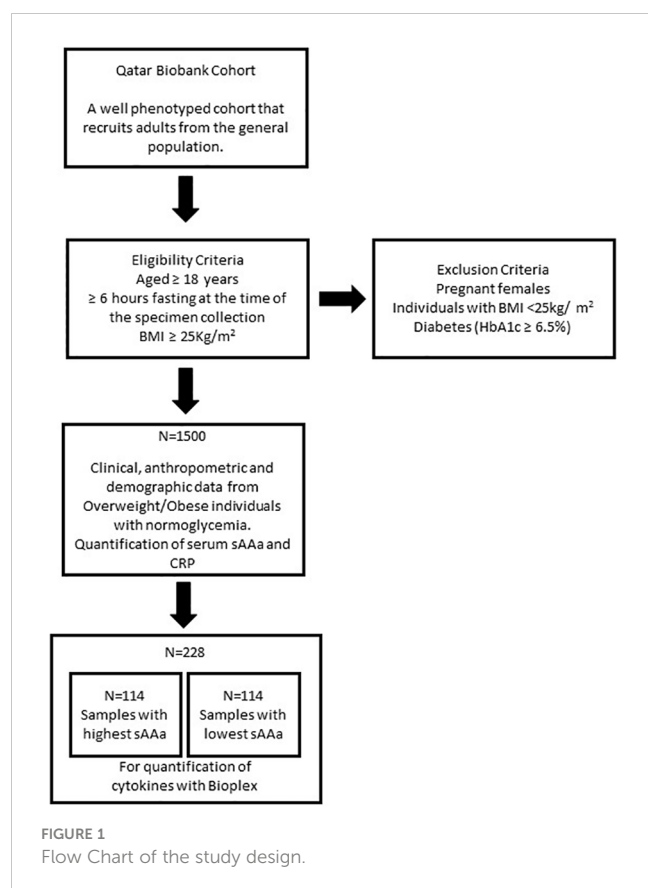 Qatar Biobank Cohort
A well phenotyped cohort that
recruits adults from the general
population.
Eligibility Criteria
Aged ≥ 18 years
≥ 6 hours fasting at the time of
the specimen collection
BMI ≥ 25Kg/m²
Exclusion Criteria
Pregnant females
Individuals with BMI <25kg/ m²
Diabetes (HbA1c ≥ 6.5%)
N=1500
Clinical, anthropometric and
demographic data from
Overweight/Obese individuals
with normoglycemia.
Quantification of serum sAAa and
CRP
N=228
N=114
Samples with
highest sAAa
N=114
Samples with
lowest sAAa
For quantification of
cytokines with Bioplex
FIGURE 1
Flow Chart of the study design.